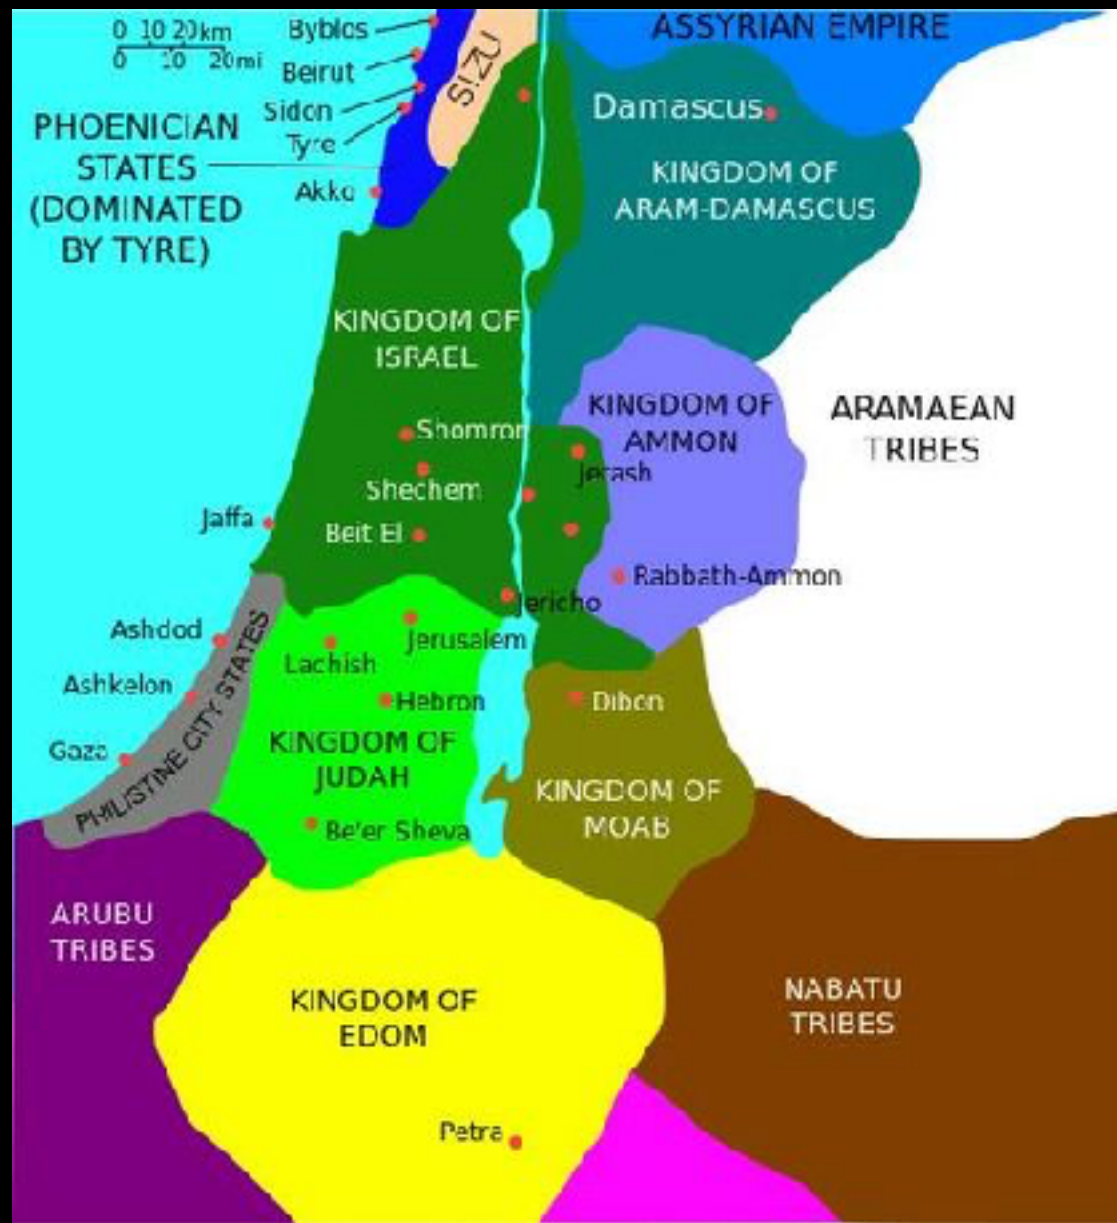 0 10 20km
0 10 20mi
Byblos
Beirut
Sidon
Tyre
Akko
PHOENICIAN
STATES
(DOMINATED
BY TYRE)
SIZU
ASSYRIAN EMPIRE
Damascus
KINGDOM OF
ARAM-DAMASCUS
KINGDOM OF
ISRAEL
Shomron
Shechem
Beit El
Jaffa
KINGDOM OF
AMMON
Jerash
Rabbath-Ammon
ARAMAEAN
TRIBES
Jericho
Ashdod
Ashkelon
Gaza
PHILISTINE CITY STATES
Jerusalem
Lachish
Hebron
KINGDOM OF
JUDAH
Be'er Sheva
Dibon
KINGDOM OF
MOAB
ARUBU
TRIBES
KINGDOM OF
EDOM
Petra
NABATU
TRIBES